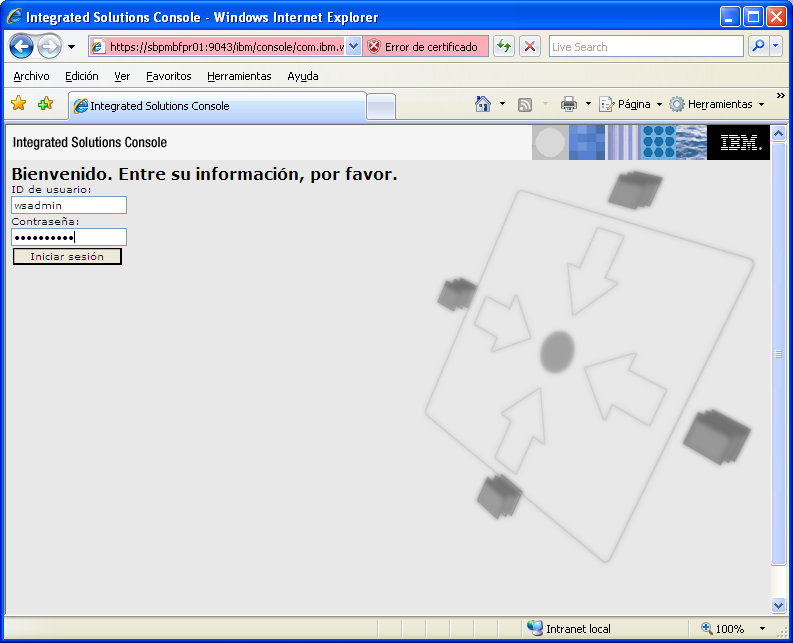 Integrated Solutions Console - Windows Internet Explorer
https://sbpmbfpr01:9043/ibm/console/com.ibm.v
Error de certificado
Live Search
Archivo Edición Ver Favoritos Herramientas Ayuda
Integrated Solutions Console
Página
Herramientas
»
Integrated Solutions Console
IBM.
Bienvenido. Entre su información, por favor.
ID de usuario:
wsadmin
Contraseña:
••••••••••
Iniciar sesión
Intranet local
100%